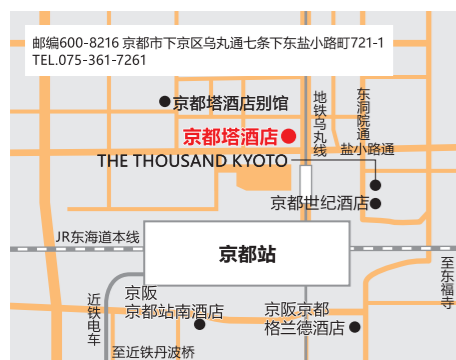 邮编600-8216 京都市下京区乌丸通七条下东盐小路町721-1
TEL.075-361-7261
京都塔酒店别馆
地铁乌丸线
东洞院通
京都塔酒店
盐小路通
THE THOUSAND KYOTO
京都世纪酒店
JR东海道本线
京都站
至东福寺
近铁电车
京阪
京都站南酒店
京阪京都
格兰德酒店
至近铁丹波桥